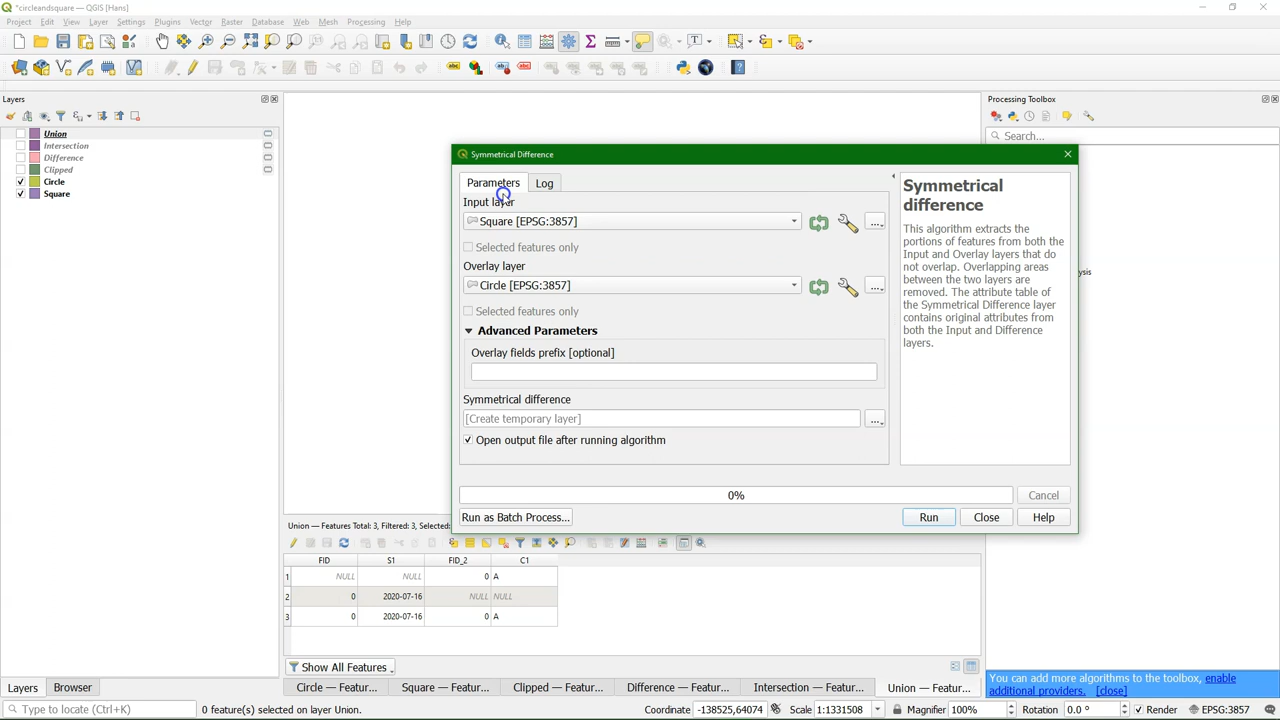 *circleandsquare — QGIS [Hans]
Project Edit View Layer Settings Plugins Vector Raster Database Web Mesh Processing Help
Layers
Processing Toolbox
Search...
Union
Intersection
Difference
Clipped
Circle
Square
Symmetrical Difference
Parameters Log
Input layer
Square [EPSG:3857]
Selected features only
Overlay layer
Circle [EPSG:3857]
Selected features only
Advanced Parameters
Overlay fields prefix [optional]
Symmetrical difference
[Create temporary layer]
Open output file after running algorithm
Symmetrical
difference
This algorithm extracts the
portions of features from both the
Input and Overlay layers that do
not overlap. Overlapping areas
between the two layers are
removed. The attribute table of
the Symmetrical Difference layer
contains original attributes from
both the Input and Difference
layers.
ysis
0% Cancel
Run as Batch Process... Run Close Help
Union — Features Total: 3, Filtered: 3, Selected:
FID S1 FID_2 C1
1 NULL NULL 0 A
2 0 2020-07-16 NULL NULL
3 0 2020-07-16 0 A
Show All Features
Circle — Featur... Square — Featur... Clipped — Featur... Difference — Featur... Intersection — Featur... Union — Featur...
You can add more algorithms to the toolbox, enable
additional providers. [close]
Layers Browser
Type to locate (Ctrl+K) 0 feature(s) selected on layer Union. Coordinate -138525,64074 Scale 1:1331508 Magnifier 100% Rotation 0.0 ° Render EPSG:3857